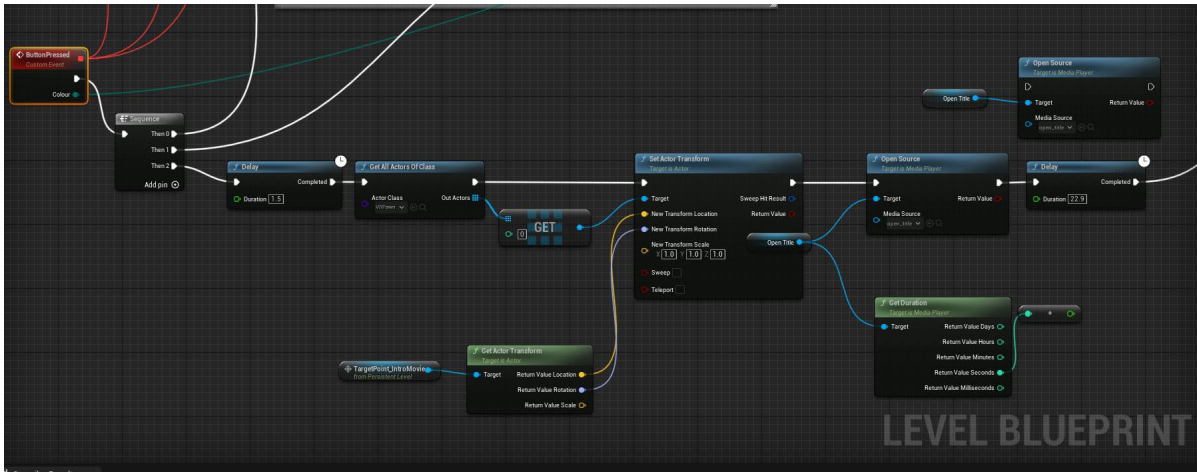 ButtonPressed
Custom Event
Colour
Sequence
Then 0
Then 1
Then 2
Add pin
Delay
Completed
Duration 1.5
Get All Actors Of Class
Actor Class
Out Actors
VRPawn
0
GET
Set Actor Transform
Target is Actor
Target
Sweep Hit Result
New Transform Location
Return Value
New Transform Rotation
New Transform Scale
X 1.0 Y 1.0 Z 1.0
Sweep
Teleport
Open Title
Open Source
Target is Media Player
Target
Return Value
Media Source
open_title
Delay
Completed
Duration 22.9
Open Title
Open Source
Target is Media Player
Target
Return Value
Media Source
open_title
Get Duration
Target is Media Player
Target
Return Value Days
Return Value Hours
Return Value Minutes
Return Value Seconds
Return Value Milliseconds
TargetPoint_IntroMovie
from Persistent Level
Get Actor Transform
Target is Actor
Target
Return Value Location
Return Value Rotation
Return Value Scale
LEVEL BLUEPRINT